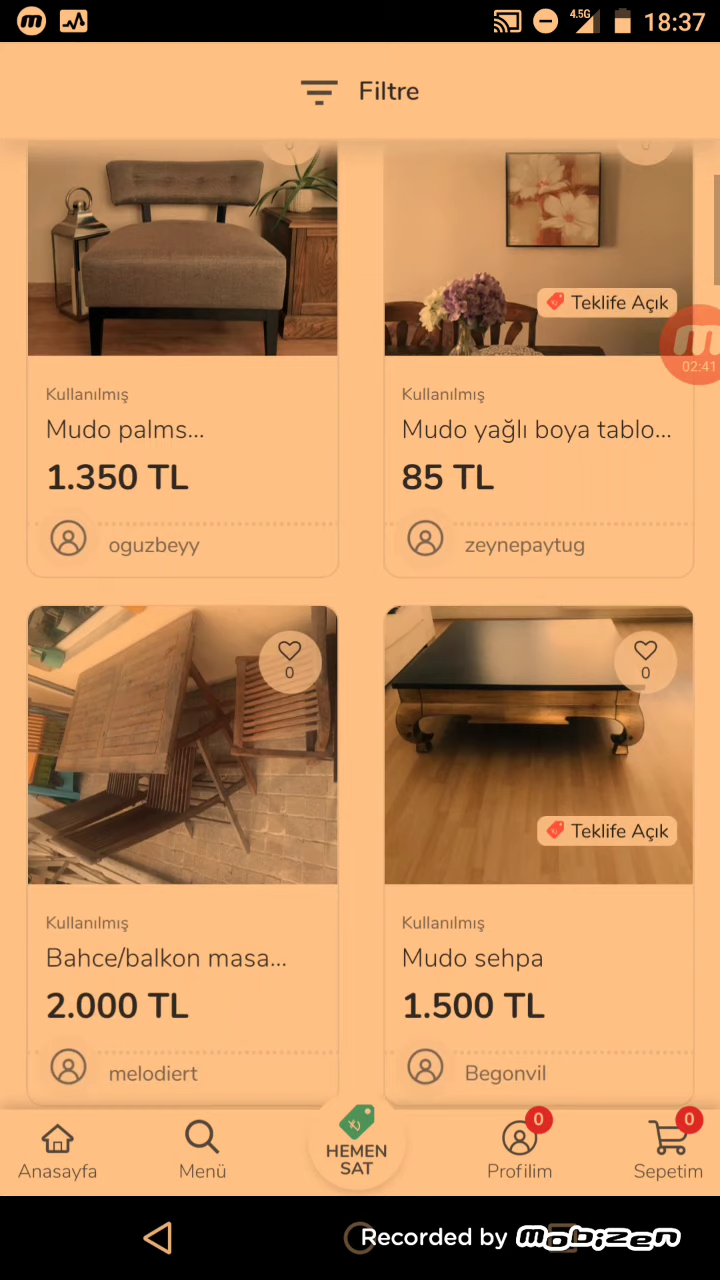 4.5G
18:37
Filtre
Teklife Açık
02:41
Kullanılmış
Mudo palms...
1.350 TL
oguzbeyy
Kullanılmış
Mudo yağlı boya tablo...
85 TL
zeynepaytug
0
0
Teklife Açık
Kullanılmış
Bahce/balkon masa...
2.000 TL
melodiert
Kullanılmış
Mudo sehpa
1.500 TL
Begonvil
Anasayfa
Menü
HEMEN
SAT
0
Profilim
0
Sepetim
Recorded by mobizen